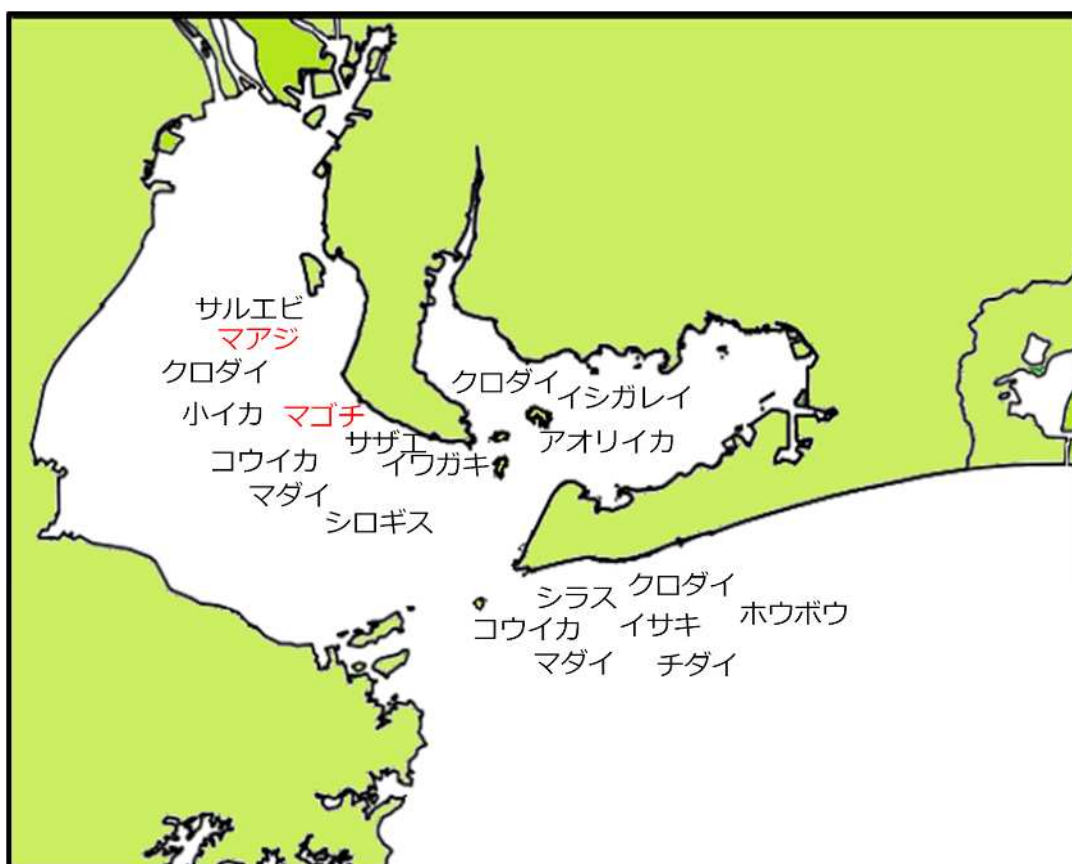 サルエビ
マアジ
クロダイ
小イカ
マゴチ
サザエ
コウイカ
イワガキ
マダイ
シロギス
クロダイ
イシガレイ
アオリイカ
シラス
クロダイ
ホウボウ
コウイカ
イサキ
マダイ
チダイ